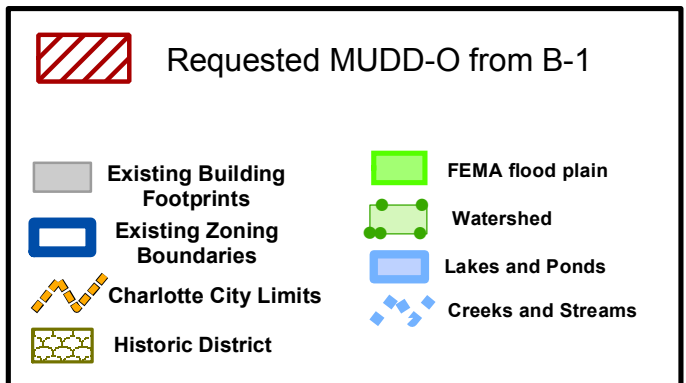 Requested MUDD-O from B-1
Existing Building
Footprints
Existing Zoning
Boundaries
Charlotte City Limits
Historic District
FEMA flood plain
Watershed
Lakes and Ponds
Creeks and Streams